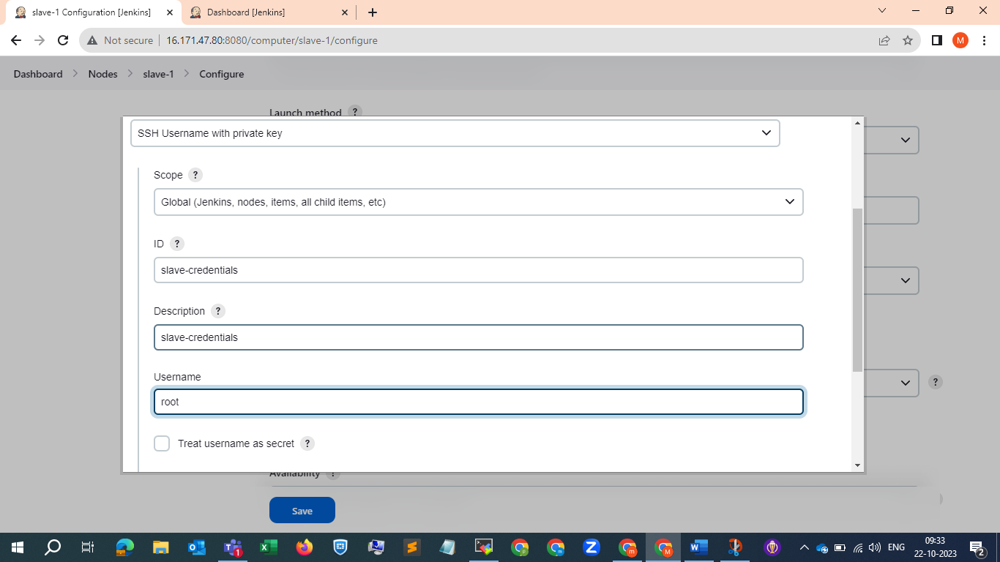 slave-1 Configuration [Jenkins]
Dashboard [Jenkins]
Not secure
16.171.47.80:8080/computer/slave-1/configure
M
Dashboard
Nodes
slave-1
Configure
Launch method ?
SSH Username with private key
Scope ?
Global (Jenkins, nodes, items, all child items, etc)
ID ?
slave-credentials
Description ?
slave-credentials
Username
root
?
Treat username as secret ?
Availability ?
Save
ENG
09:33
22-10-2023
2